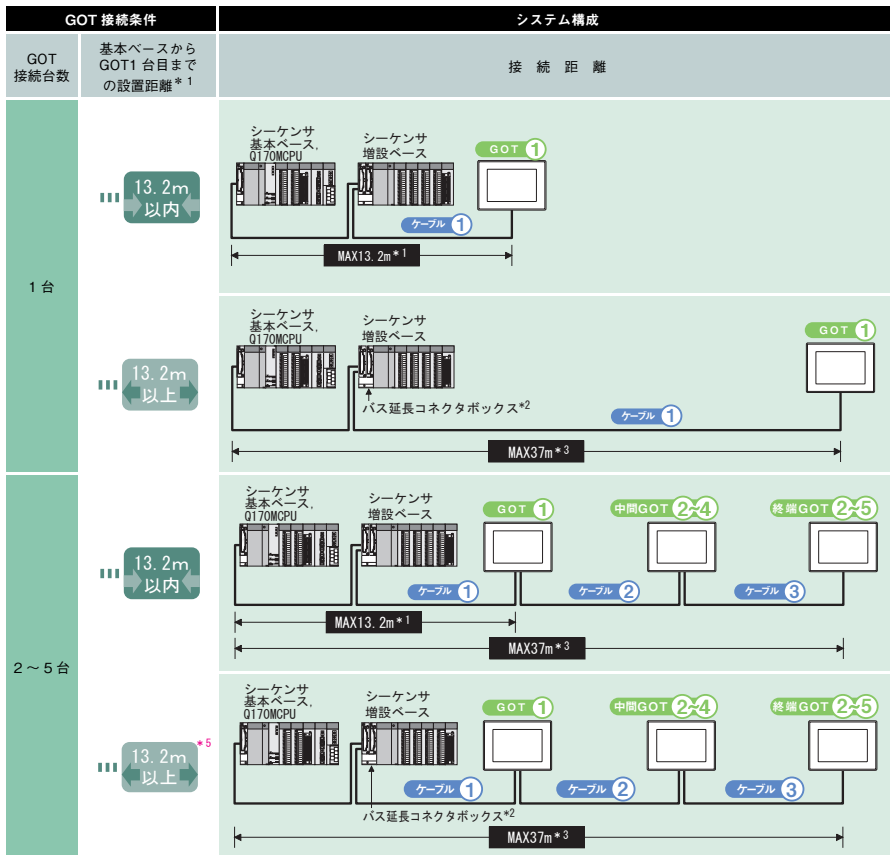 GOT 接続条件
システム構成
GOT
接続台数
基本ベースから
GOT1 台目まで
の設置距離*1
接 続 距 離
1 台
13.2m
以内
シーケンサ
基本ベース,
Q170MCPU
シーケンサ
増設ベース
GOT 1
ケーブル 1
MAX13.2m*1
13.2m
以上
シーケンサ
基本ベース,
Q170MCPU
シーケンサ
増設ベース
GOT 1
バス延長コネクタボックス*2
ケーブル 1
MAX37m*3
2～5 台
13.2m
以内
シーケンサ
基本ベース,
Q170MCPU
シーケンサ
増設ベース
GOT 1
中間GOT 2~4
終端GOT 2~5
ケーブル 1
ケーブル 2
ケーブル 3
MAX13.2m*1
MAX37m*3
13.2m
以上
*5
シーケンサ
基本ベース,
Q170MCPU
シーケンサ
増設ベース
GOT 1
中間GOT 2~4
終端GOT 2~5
ケーブル 1
ケーブル 2
ケーブル 3
バス延長コネクタボックス*2
MAX37m*3